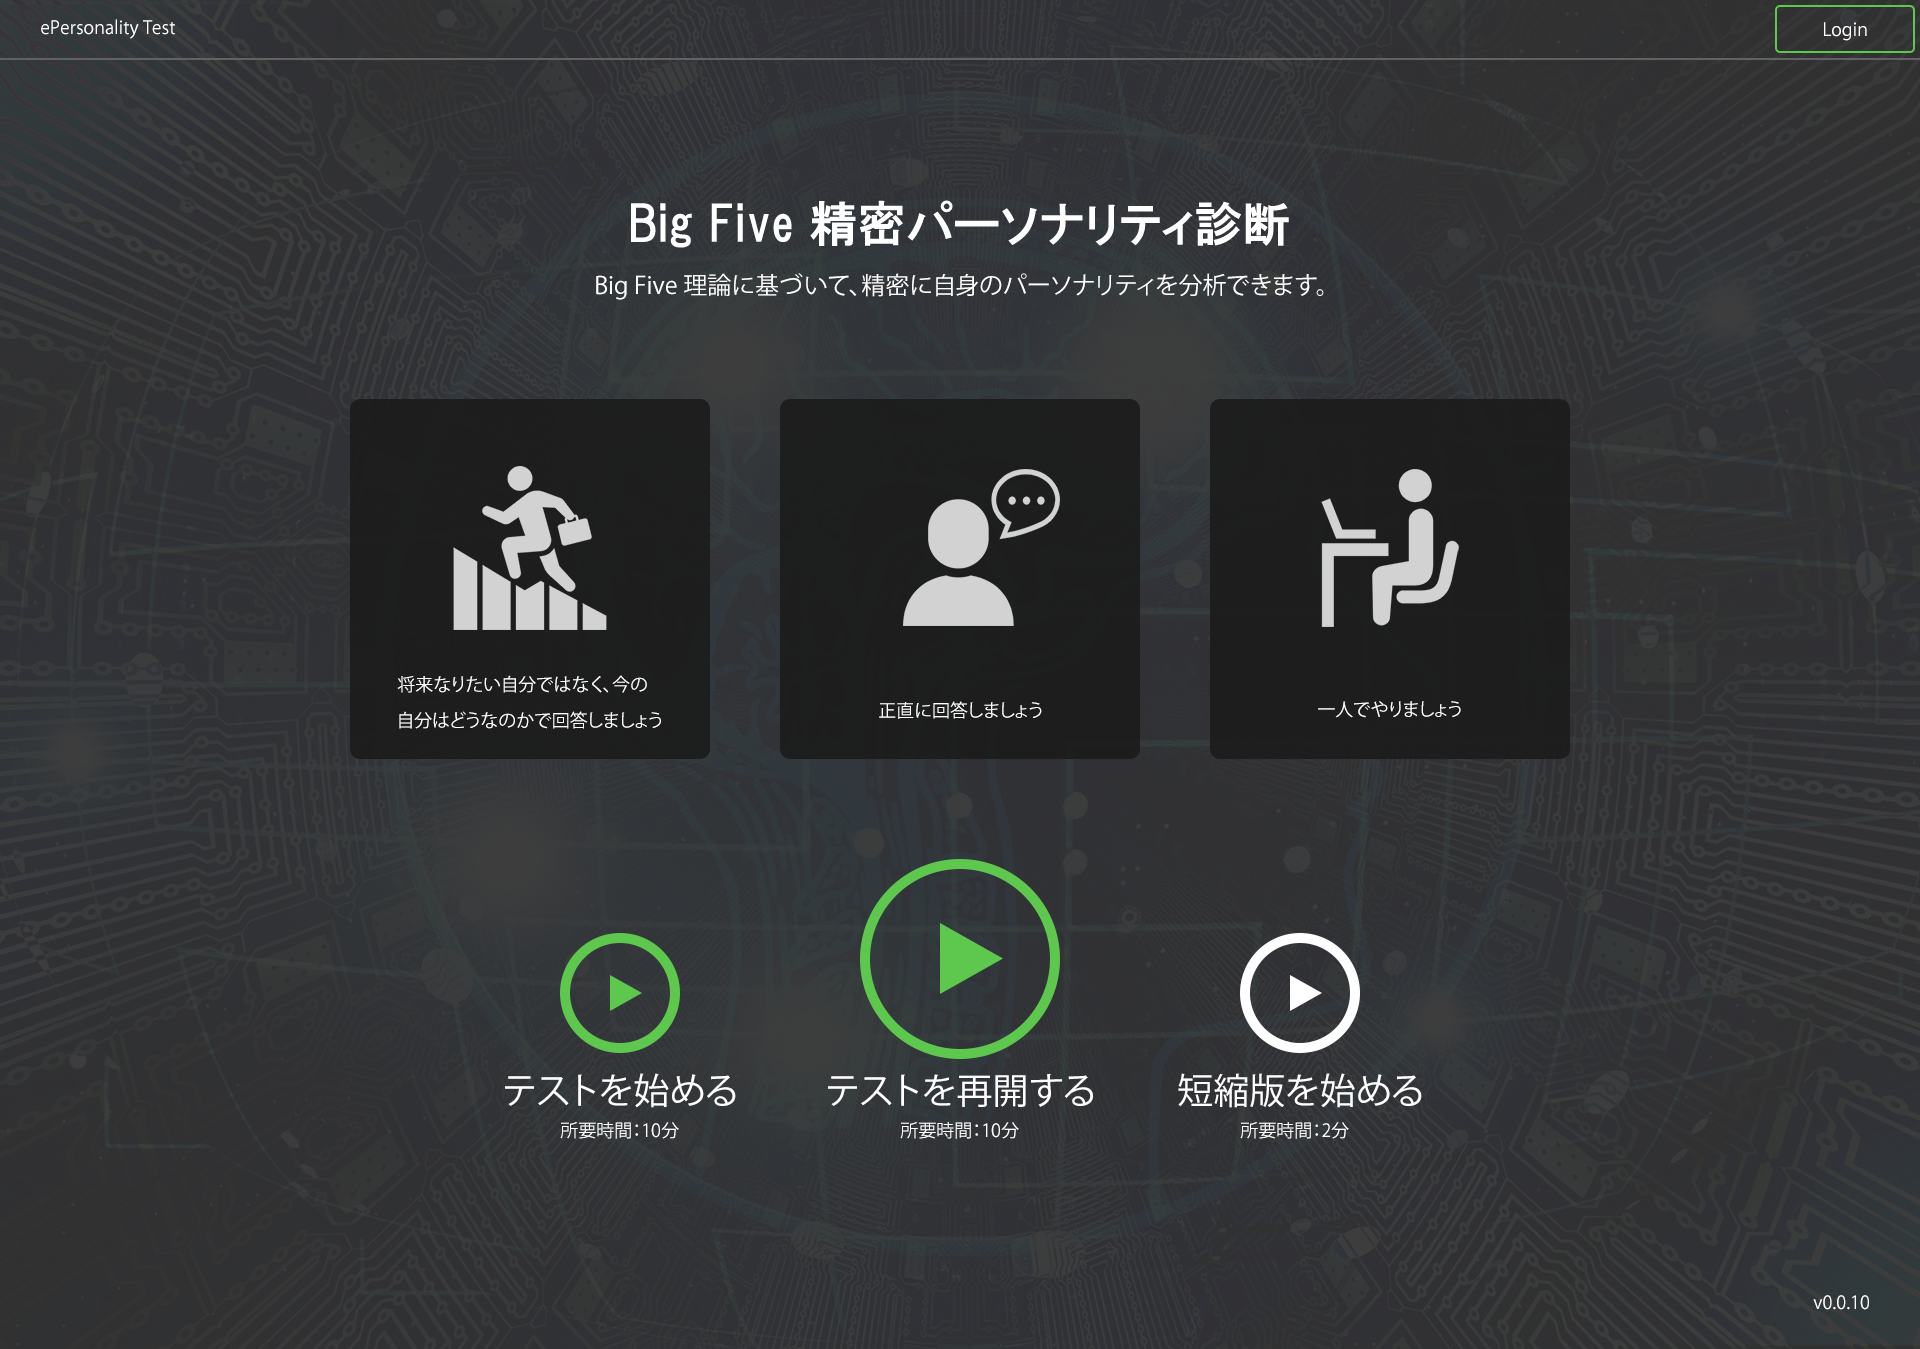 ePersonality Test
Login
Big Five 精密パーソナリティ診断
Big Five 理論に基づいて、精密に自身のパーソナリティを分析できます。
将来なりたい自分ではなく、今の
自分はどうなのかで回答しましょう
正直に回答しましょう
一人でやりましょう
テストを始める
所要時間：10分
テストを再開する
所要時間：10分
短縮版を始める
所要時間：2分
v0.0.10